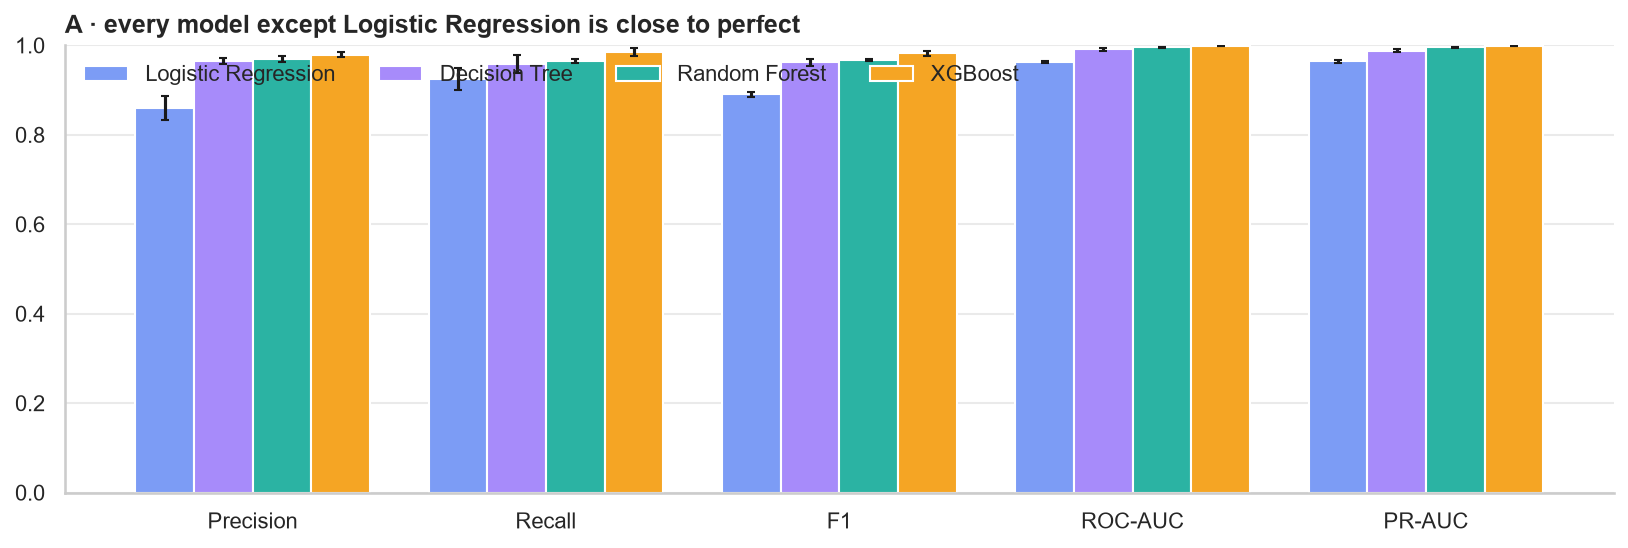 A · every model except Logistic Regression is close to perfect
1.0
Logistic Regression Decision Tree Random Forest XGBoost
0.8
0.6
0.4
0.2
0.0
Precision Recall F1 ROC-AUC PR-AUC